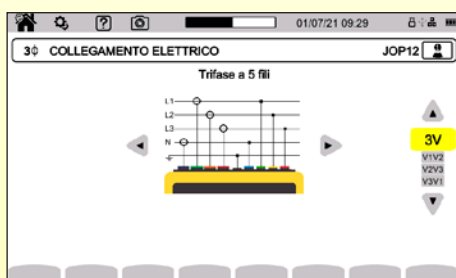 01/07/21 09:29
3ϕ COLLEGAMENTO ELETTRICO JOP12
Trifase a 5 fili
L1
L2
L3
N
3V
V1V2
V2V3
V3V1